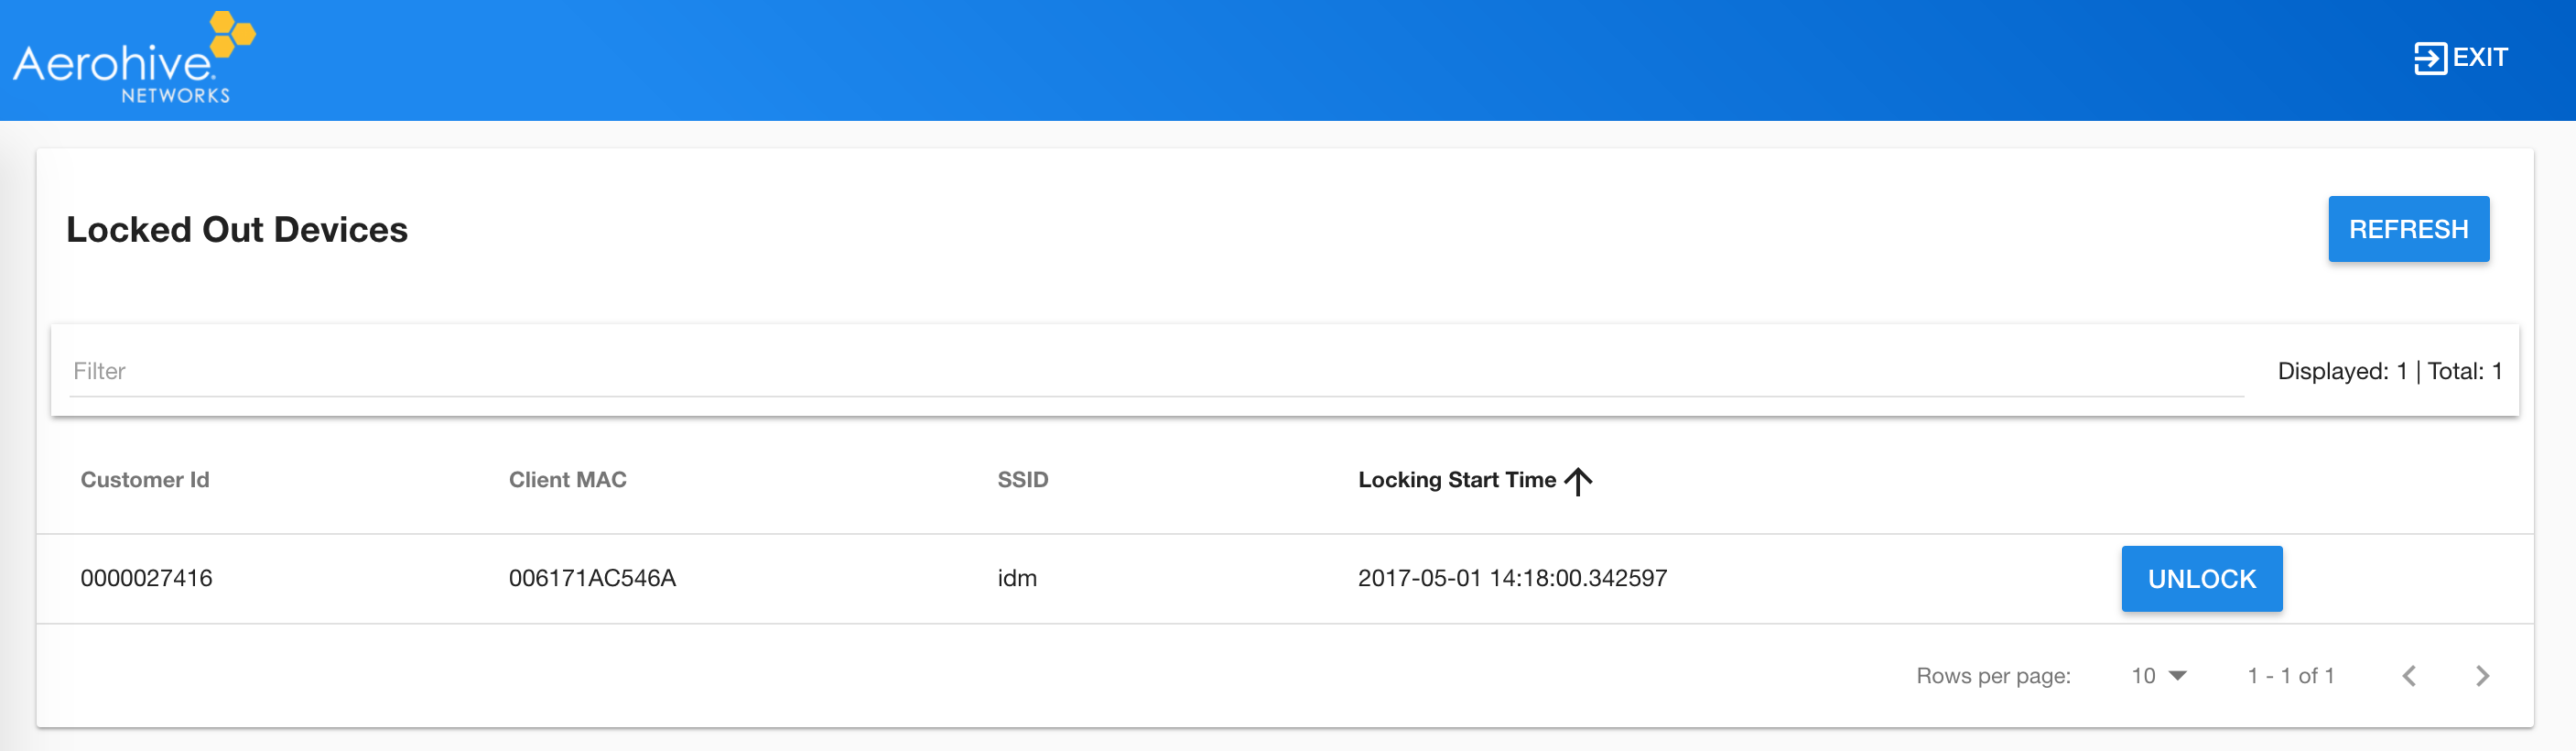 Aerohive
NETWORKS
EXIT
Locked Out Devices
REFRESH
Filter
Displayed: 1 | Total: 1
Customer Id Client MAC SSID Locking Start Time
0000027416 006171AC546A idm 2017-05-01 14:18:00.342597 UNLOCK
Rows per page: 10 1 - 1 of 1